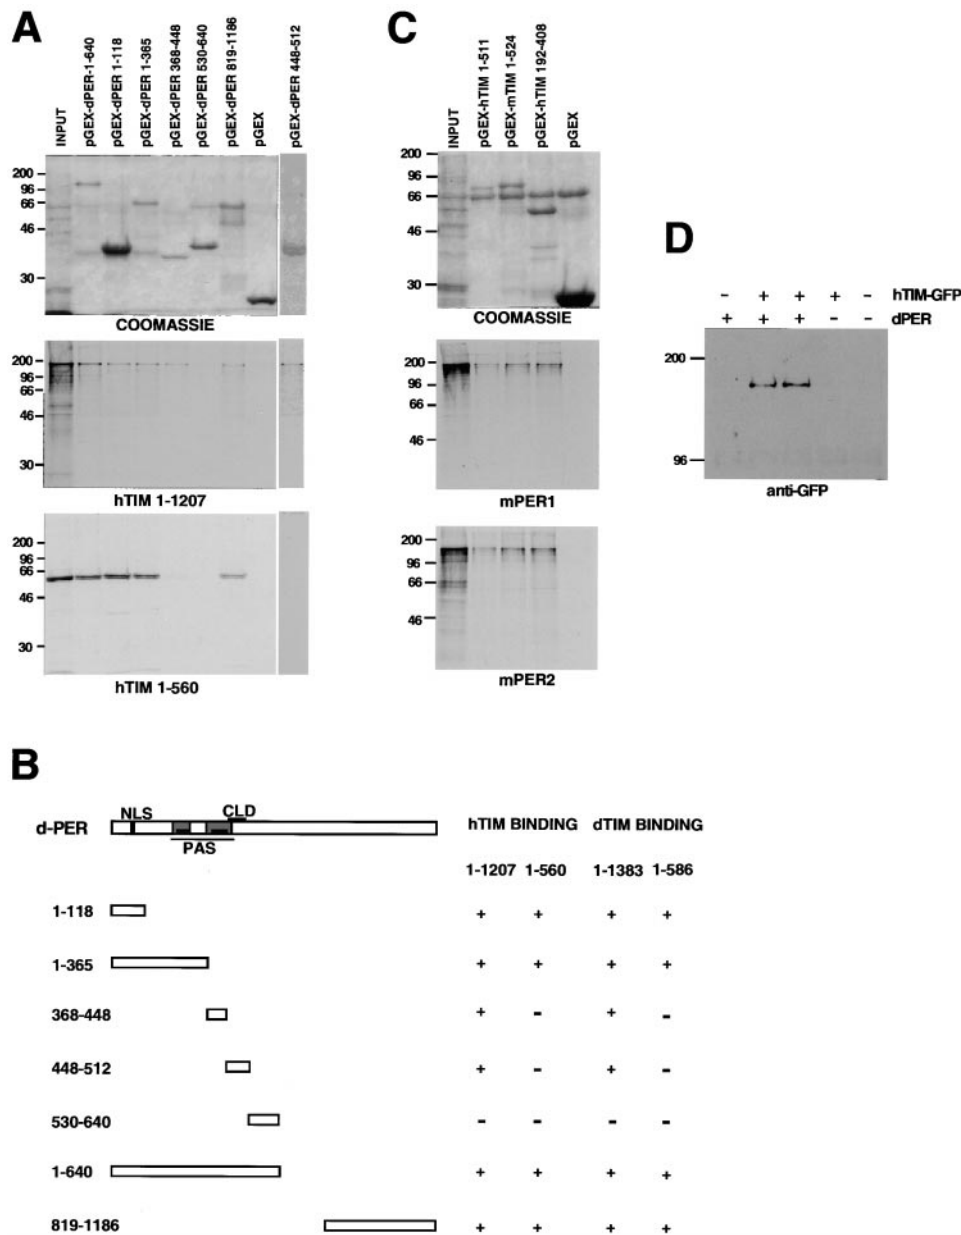 A
INPUT
pGEX-dPER-1-640
pGEX-dPER 1-118
pGEX-dPER 1-365
pGEX-dPER 368-448
pGEX-dPER 530-640
pGEX-dPER 819-1186
pGEX
pGEX-dPER 448-512
200
96
66
46
30
COOMASSIE
200
96
66
46
30
hTIM 1-1207
200
96
66
46
30
hTIM 1-560
C
INPUT
pGEX-hTIM 1-511
pGEX-mTIM 1-524
pGEX-hTIM 192-408
pGEX
200
96
66
46
30
COOMASSIE
200
96
66
46
mPER1
200
96
66
46
mPER2
D
- + + + - hTIM-GFP
+ + + - - dPER
200
96
anti-GFP
B
NLS CLD
d-PER
PAS
hTIM BINDING dTIM BINDING
1-1207 1-560 1-1383 1-586
1-118 + + + +
1-365 + + + +
368-448 + - + -
448-512 + - + -
530-640 - - - -
1-640 + + + +
819-1186 + + + +